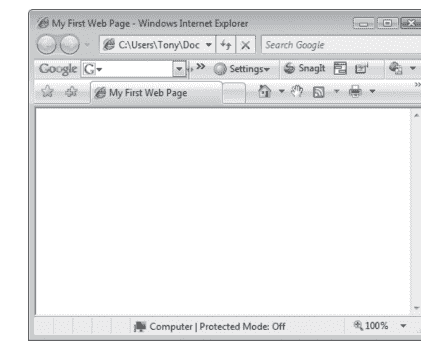 My First Web Page - Windows Internet Explorer
C:\Users\Tony\Doc Search Google
Google G Settings SnagIt
My First Web Page
Computer | Protected Mode: Off 100%